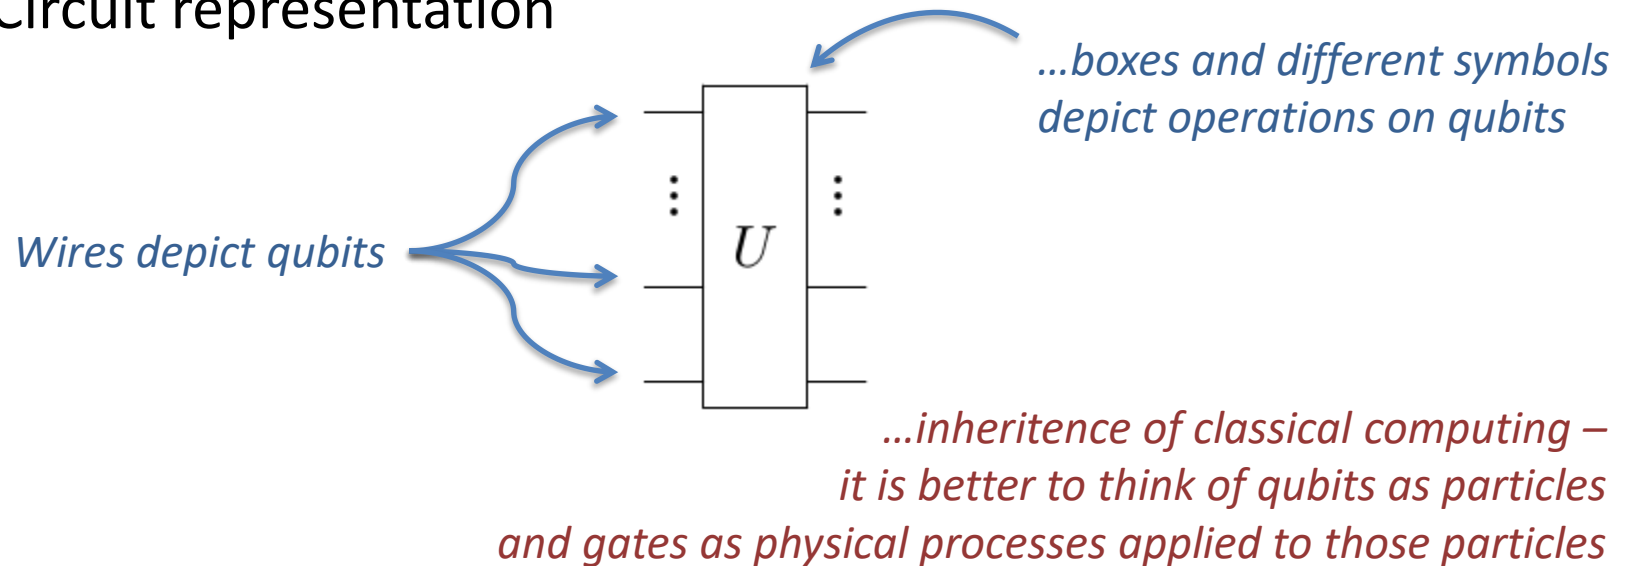 Circuit representation
...boxes and different symbols
depict operations on qubits
Wires depict qubits
U
...inheritence of classical computing –
it is better to think of qubits as particles
and gates as physical processes applied to those particles